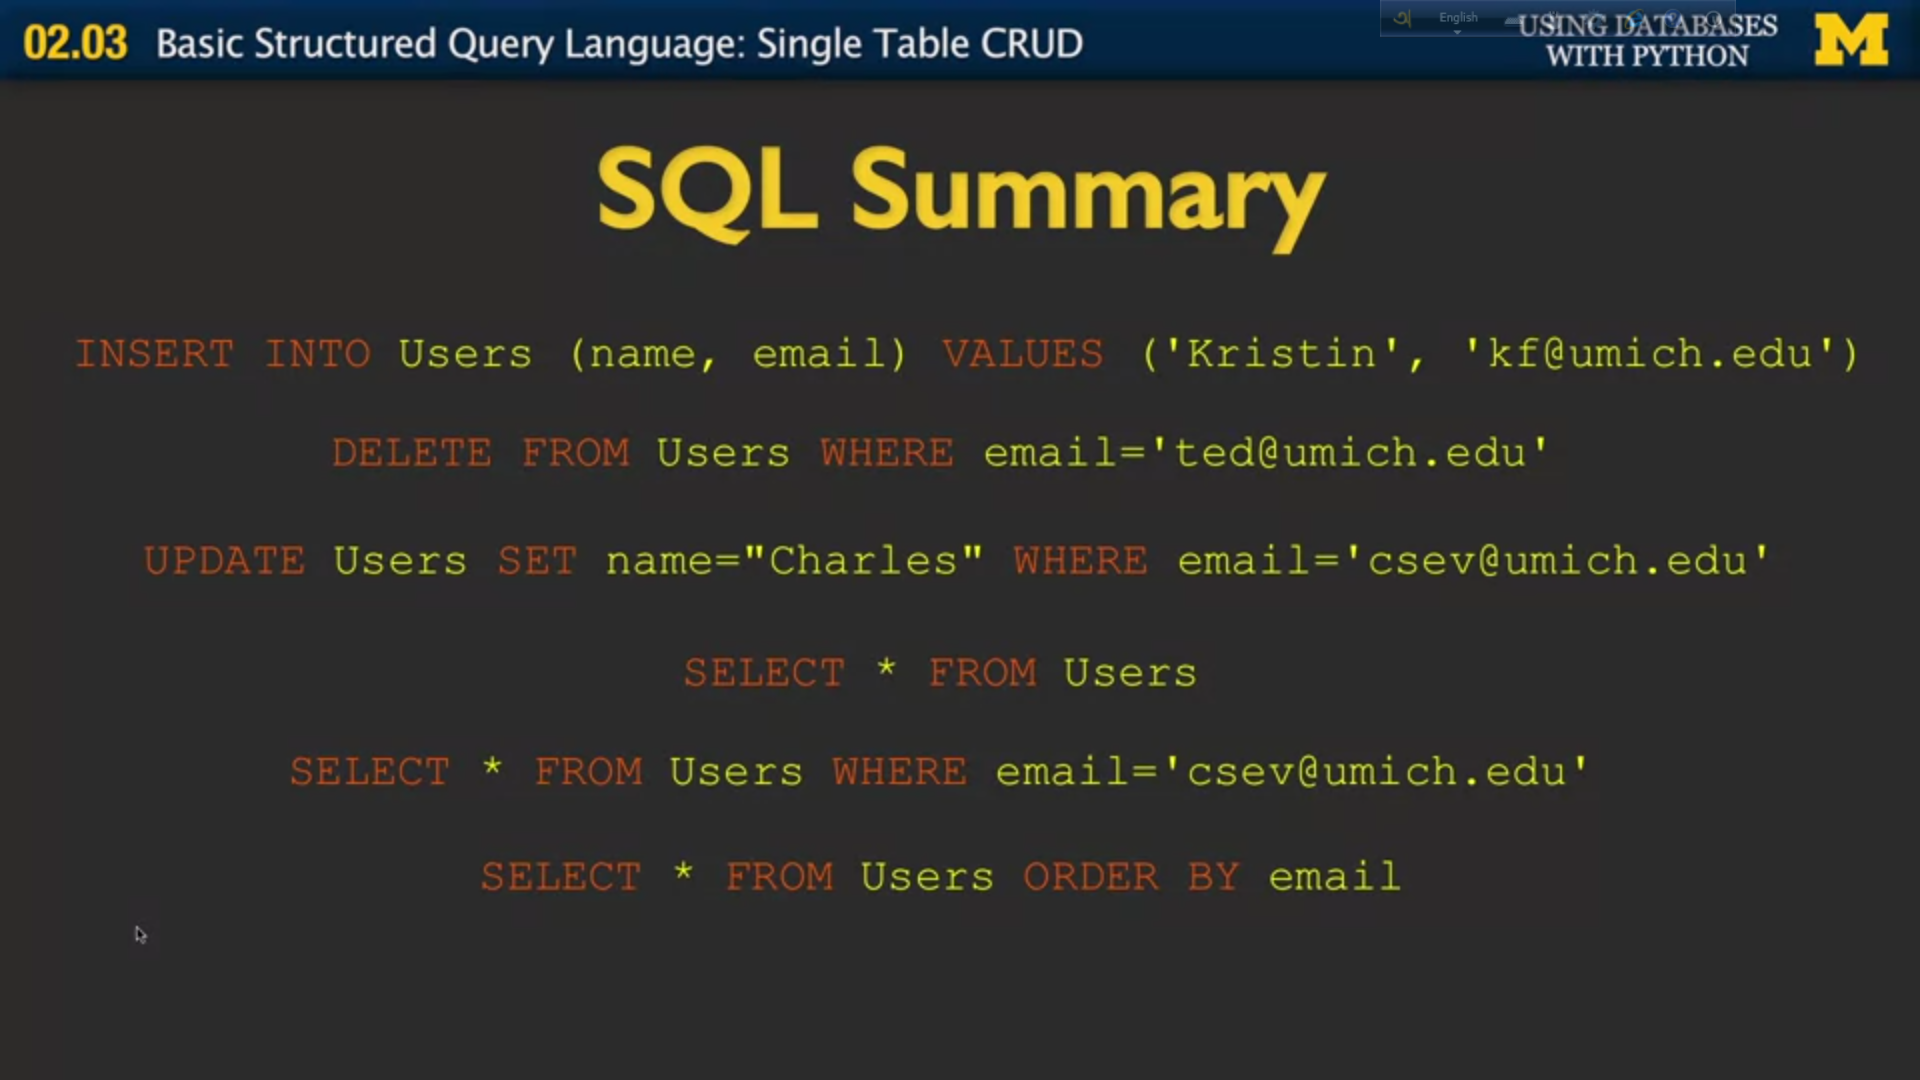 02.03 Basic Structured Query Language: Single Table CRUD
অ English
USING DATABASES
WITH PYTHON
M
SQL Summary
INSERT INTO Users (name, email) VALUES ('Kristin', 'kf@umich.edu')
DELETE FROM Users WHERE email='ted@umich.edu'
UPDATE Users SET name="Charles" WHERE email='csev@umich.edu'
SELECT * FROM Users
SELECT * FROM Users WHERE email='csev@umich.edu'
SELECT * FROM Users ORDER BY email